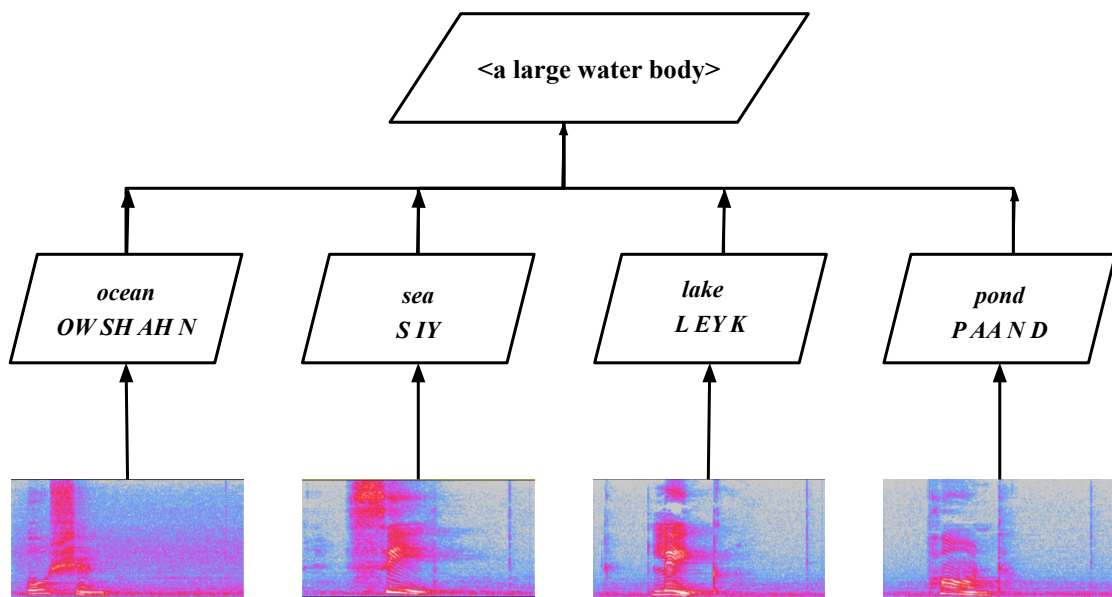 <a large water body>
ocean
OW SH AH N
sea
S IY
lake
L EY K
pond
P AA N D